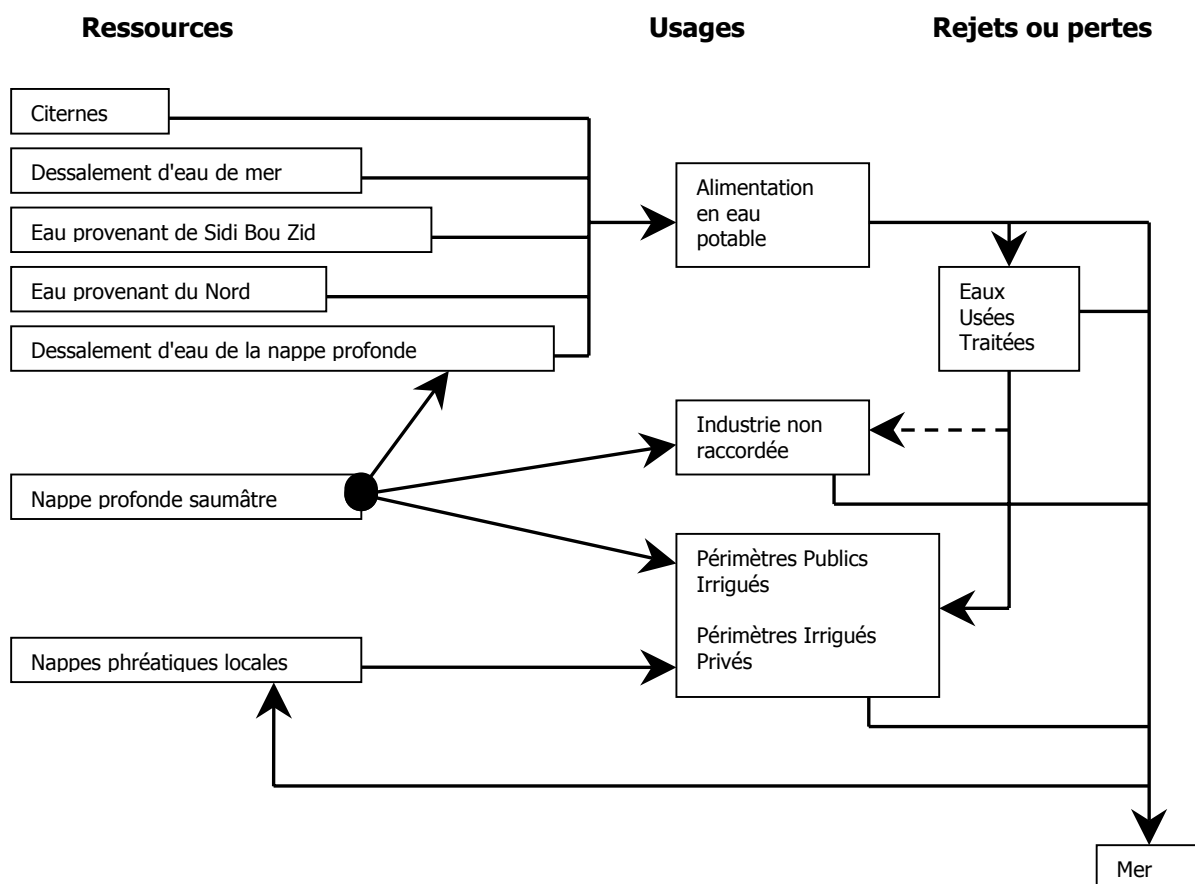 Ressources
Usages
Rejets ou pertes
Citernes
Dessalement d'eau de mer
Eau provenant de Sidi Bou Zid
Eau provenant du Nord
Dessalement d'eau de la nappe profonde
Nappe profonde saumâtre
Nappes phréatiques locales
Alimentation
en eau
potable
Industrie non
raccordée
Périmètres Publics
Irrigués
Périmètres Irrigués
Privés
Eaux
Usées
Traitées
Mer